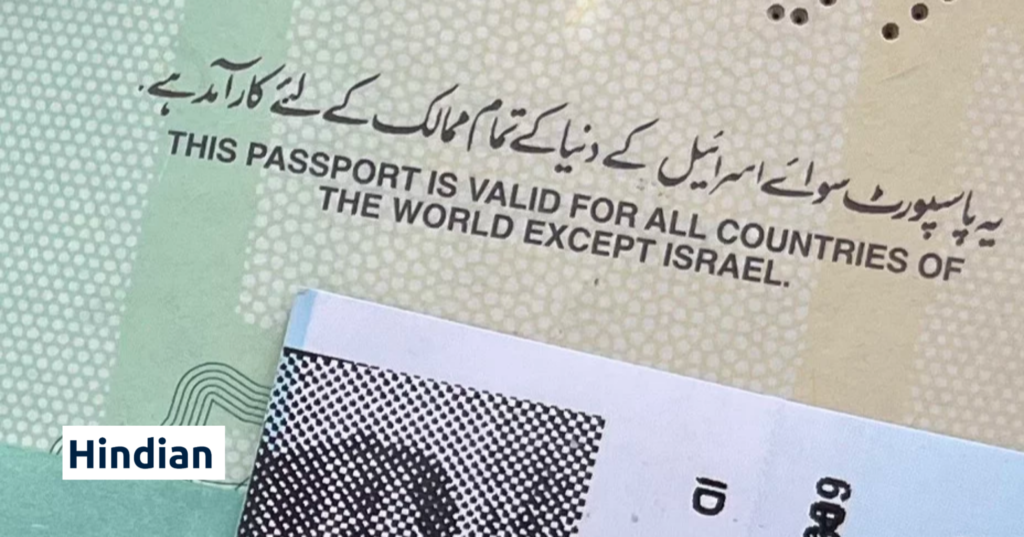 یہ پاسپورٹ سوائے اسرائیل کے دنیا کے تمام ممالک کے لئے کارآمد ہے۔
THIS PASSPORT IS VALID FOR ALL COUNTRIES OF
THE WORLD EXCEPT ISRAEL.
Hindian
ID